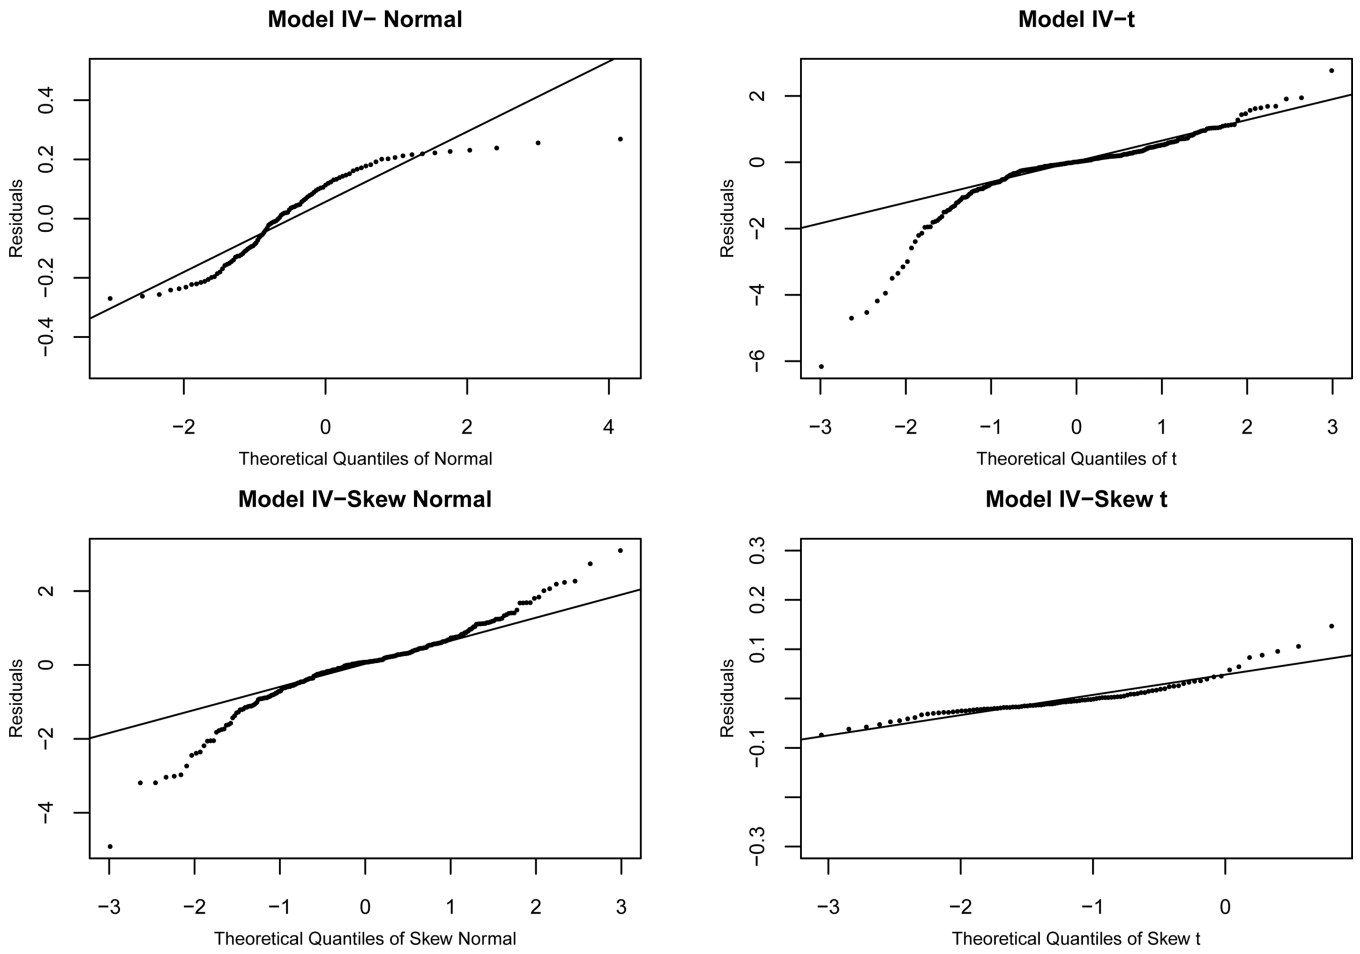 Model IV− Normal
Residuals
0.4
0.2
0.0
−0.2
−0.4
−2 0 2 4
Theoretical Quantiles of Normal
Model IV−t
Residuals
2
0
−2
−4
−6
−3 −2 −1 0 1 2 3
Theoretical Quantiles of t
Model IV−Skew Normal
Residuals
2
0
−2
−4
−3 −2 −1 0 1 2 3
Theoretical Quantiles of Skew Normal
Model IV−Skew t
Residuals
0.3
0.2
0.1
−0.1
−0.3
−3 −2 −1 0
Theoretical Quantiles of Skew t